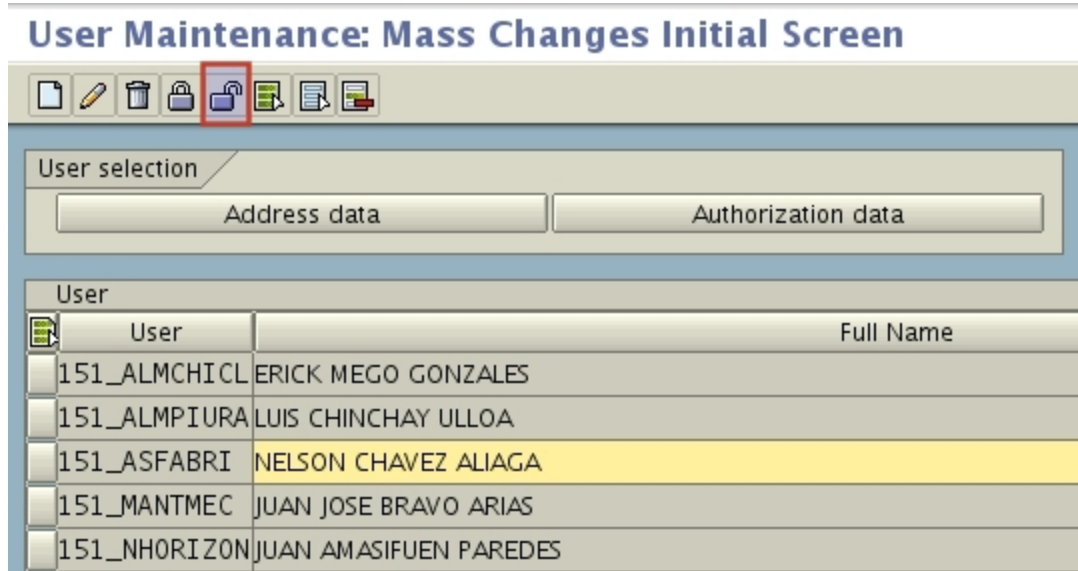 User Maintenance: Mass Changes Initial Screen
User selection
Address data Authorization data
User
User Full Name
151_ALMCHICL ERICK MEGO GONZALES
151_ALMPIURA LUIS CHINCHAY ULLOA
151_ASFABRI NELSON CHAVEZ ALIAGA
151_MANTMEC JUAN JOSE BRAVO ARIAS
151_NHORIZON JUAN AMASIFUEN PAREDES